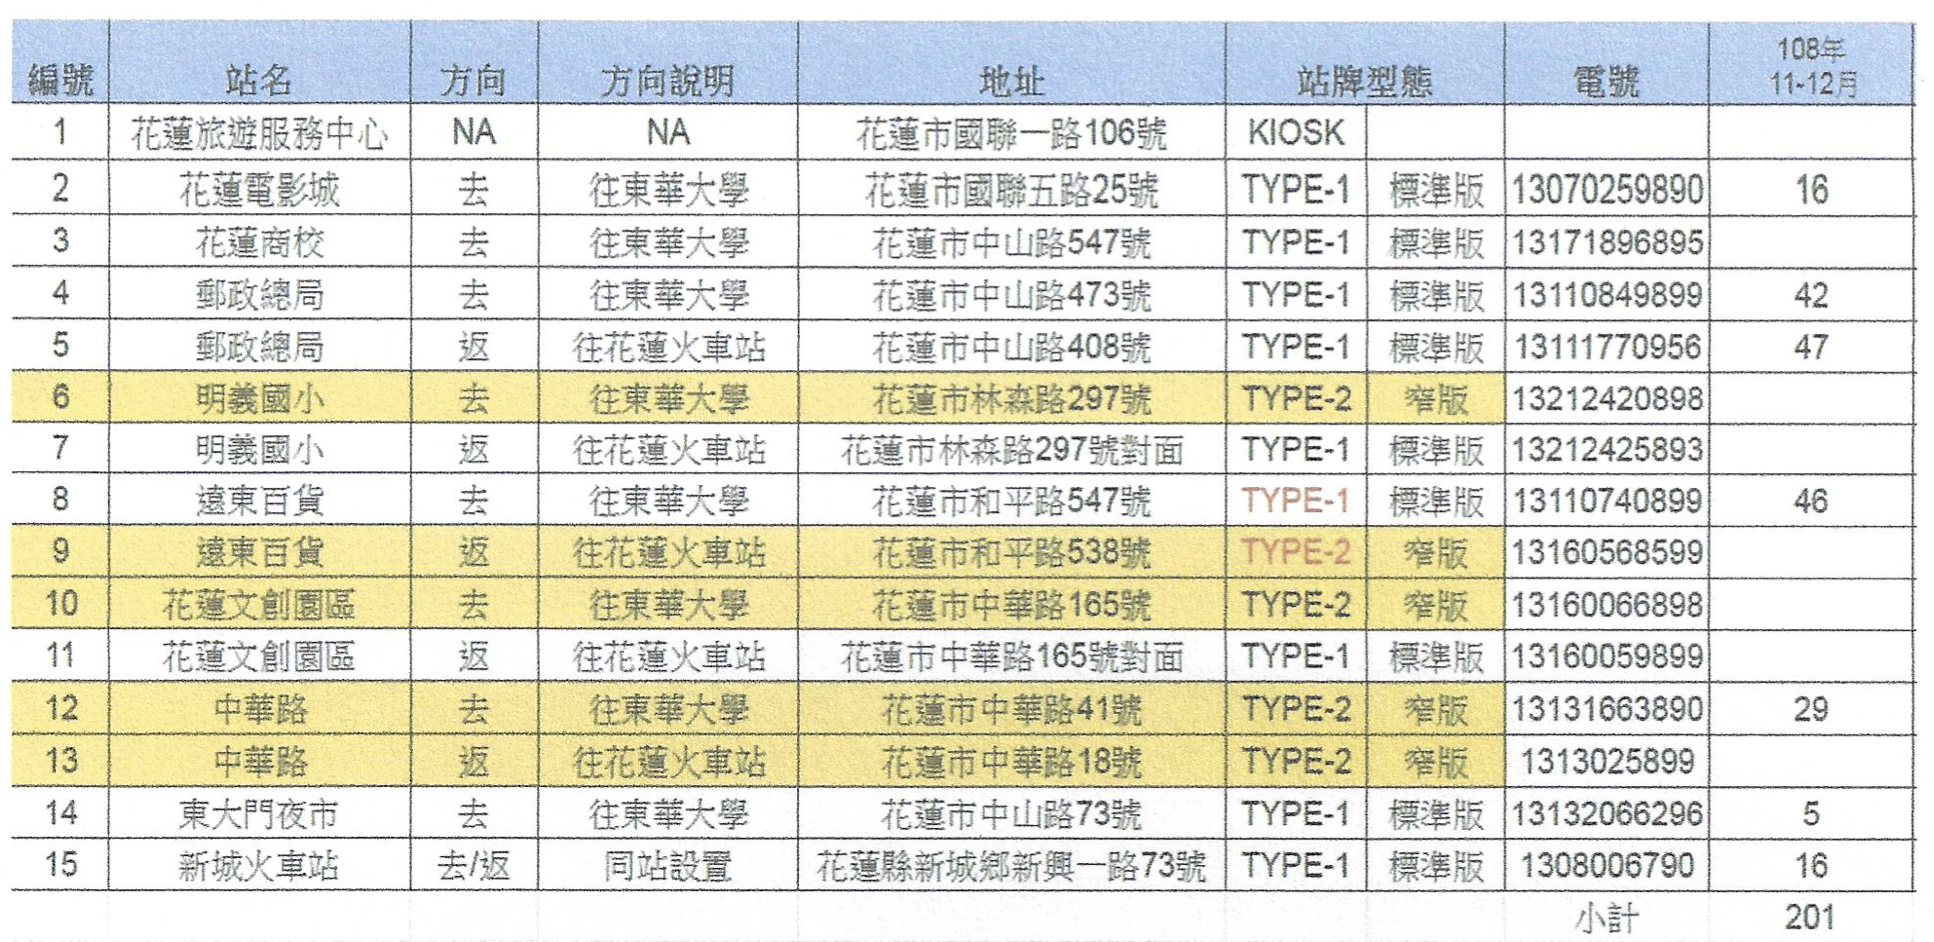 編號 站名 方向 方向說明 地址 站牌型態 電號 108年
11-12月
1 花蓮旅遊服務中心 NA NA 花蓮市國聯一路106號 KIOSK
2 花蓮電影城 去 往東華大學 花蓮市國聯五路25號 TYPE-1 標準版 13070259890 16
3 花蓮商校 去 往東華大學 花蓮市中山路547號 TYPE-1 標準版 13171896895
4 郵政總局 去 往東華大學 花蓮市中山路473號 TYPE-1 標準版 13110849899 42
5 郵政總局 返 往花蓮火車站 花蓮市中山路408號 TYPE-1 標準版 13111770956 47
6 明義國小 去 往東華大學 花蓮市林森路297號 TYPE-2 窄版 13212420898
7 明義國小 返 往花蓮火車站 花蓮市林森路297號對面 TYPE-1 標準版 13212425893
8 遠東百貨 去 往東華大學 花蓮市和平路547號 TYPE-1 標準版 13110740899 46
9 遠東百貨 返 往花蓮火車站 花蓮市和平路538號 TYPE-2 窄版 13160568599
10 花蓮文創園區 去 往東華大學 花蓮市中華路165號 TYPE-2 窄版 13160066898
11 花蓮文創園區 返 往花蓮火車站 花蓮市中華路165號對面 TYPE-1 標準版 13160059899
12 中華路 去 往東華大學 花蓮市中華路41號 TYPE-2 窄版 13131663890 29
13 中華路 返 往花蓮火車站 花蓮市中華路18號 TYPE-2 窄版 1313025899
14 東大門夜市 去 往東華大學 花蓮市中山路73號 TYPE-1 標準版 13132066296 5
15 新城火車站 去/返 同站設置 花蓮縣新城鄉新興一路73號 TYPE-1 標準版 1308006790 16
小計 201